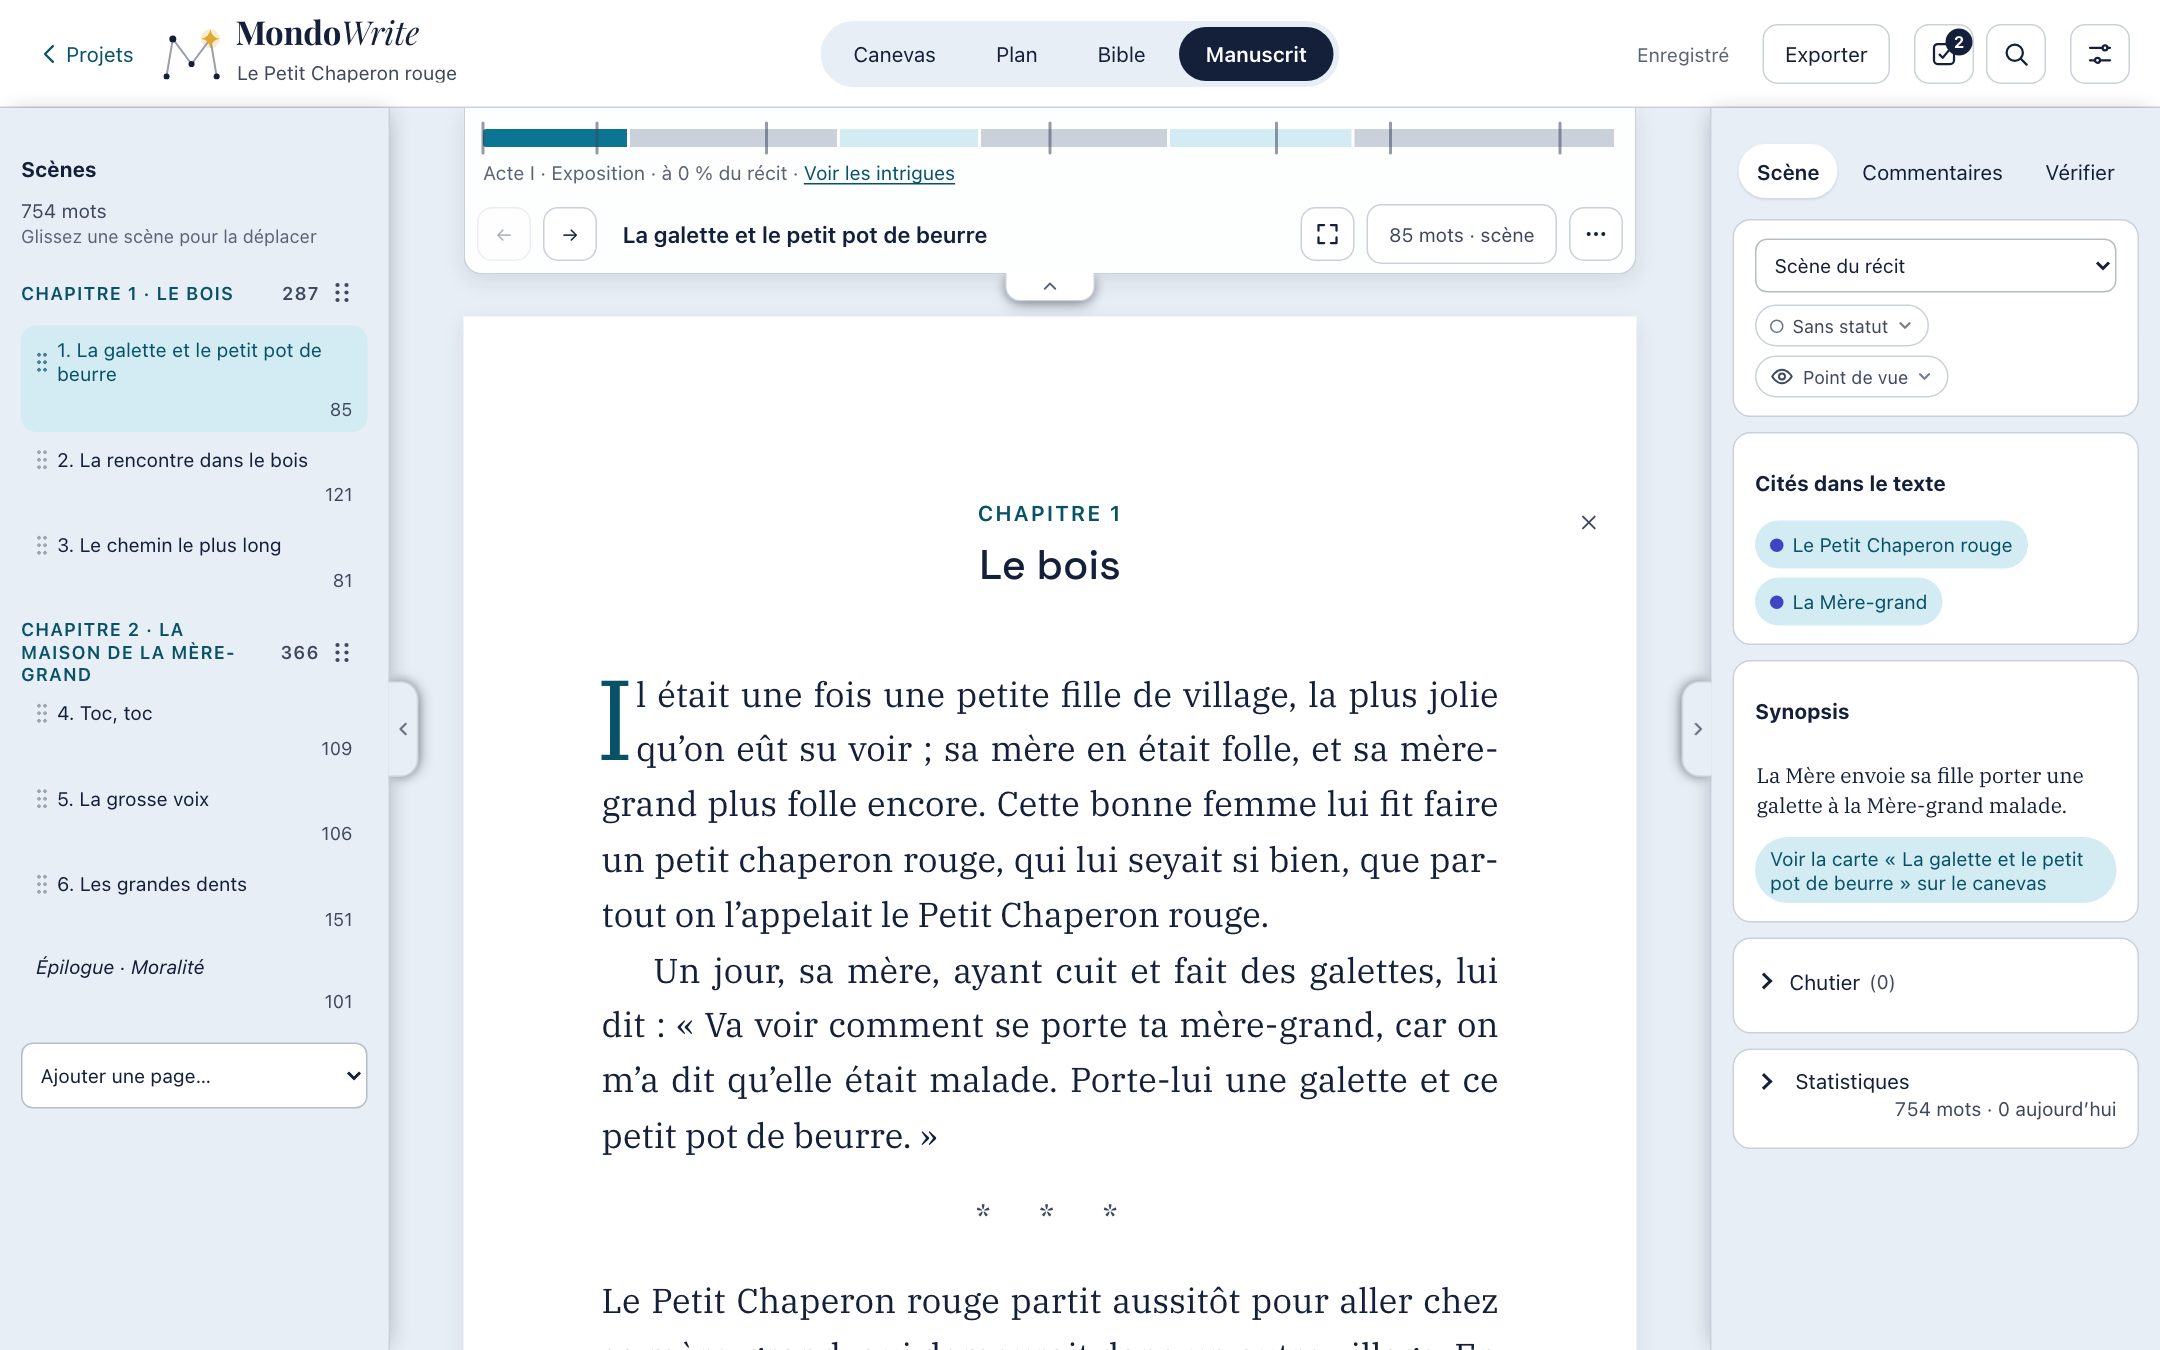 Projets
MondoWrite
Le Petit Chaperon rouge
Canevas
Plan
Bible
Manuscrit
Enregistré
Exporter
2
Scènes
754 mots
Glissez une scène pour la déplacer
CHAPITRE 1 · LE BOIS 287
1. La galette et le petit pot de
beurre
85
2. La rencontre dans le bois
121
3. Le chemin le plus long
81
CHAPITRE 2 · LA
MAISON DE LA MÈRE-
GRAND
366
4. Toc, toc
109
5. La grosse voix
106
6. Les grandes dents
151
Épilogue · Moralité
101
Ajouter une page...
Acte I · Exposition · à 0 % du récit · Voir les intrigues
La galette et le petit pot de beurre
85 mots · scène
CHAPITRE 1
Le bois
Il était une fois une petite fille de village, la plus jolie
qu’on eût su voir ; sa mère en était folle, et sa mère-
grand plus folle encore. Cette bonne femme lui fit faire
un petit chaperon rouge, qui lui seyait si bien, que par-
tout on l’appelait le Petit Chaperon rouge.
Un jour, sa mère, ayant cuit et fait des galettes, lui
dit : « Va voir comment se porte ta mère-grand, car on
m’a dit qu’elle était malade. Porte-lui une galette et ce
petit pot de beurre. »
* * *
Le Petit Chaperon rouge partit aussitôt pour aller chez
Scène
Commentaires
Vérifier
Scène du récit
Sans statut
Point de vue
Cités dans le texte
Le Petit Chaperon rouge
La Mère-grand
Synopsis
La Mère envoie sa fille porter une
galette à la Mère-grand malade.
Voir la carte « La galette et le petit
pot de beurre » sur le canevas
Chutier (0)
Statistiques
754 mots · 0 aujourd’hui